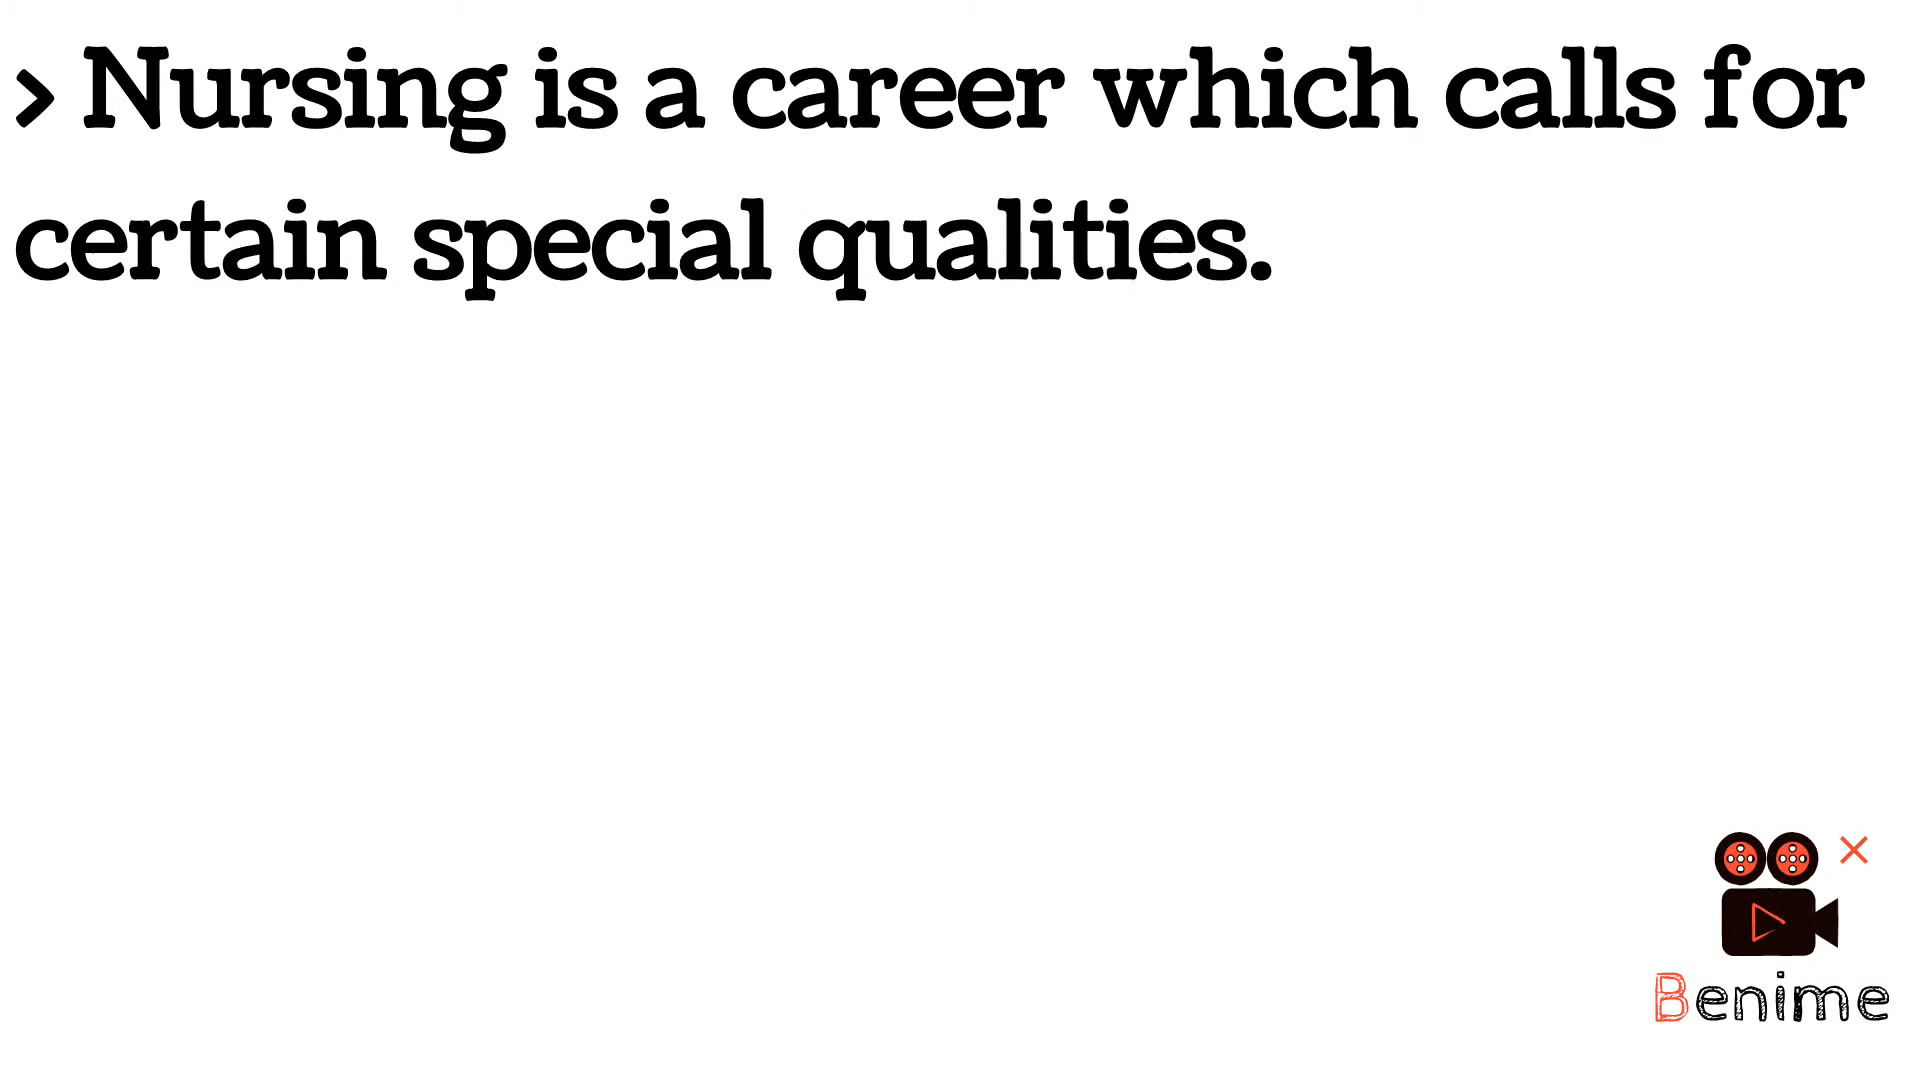 > Nursing is a career which calls for
certain special qualities.
Benime